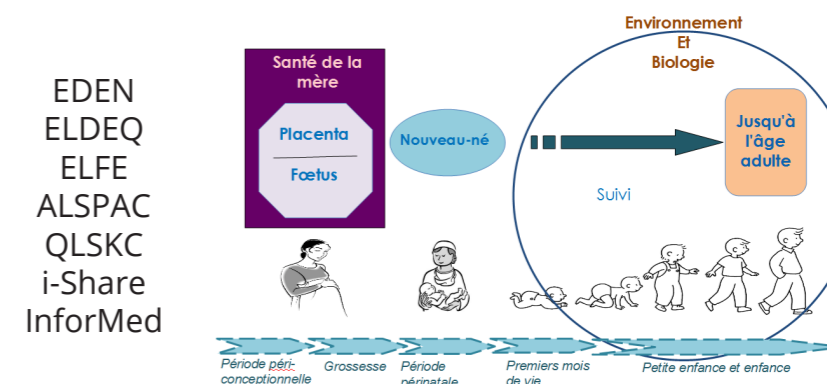 EDEN
ELDEQ
ELFE
ALSPAC
QLSKC
i-Share
InforMed
Santé de la
mère
Placenta
Fœtus
Nouveau-né
Environnement
Et
Biologie
Jusqu'à
l'âge
adulte
Suivi
Période péri-
conceptionnelle
Grossesse
Période
périnatale
Premiers mois
de vie
Petite enfance et enfance